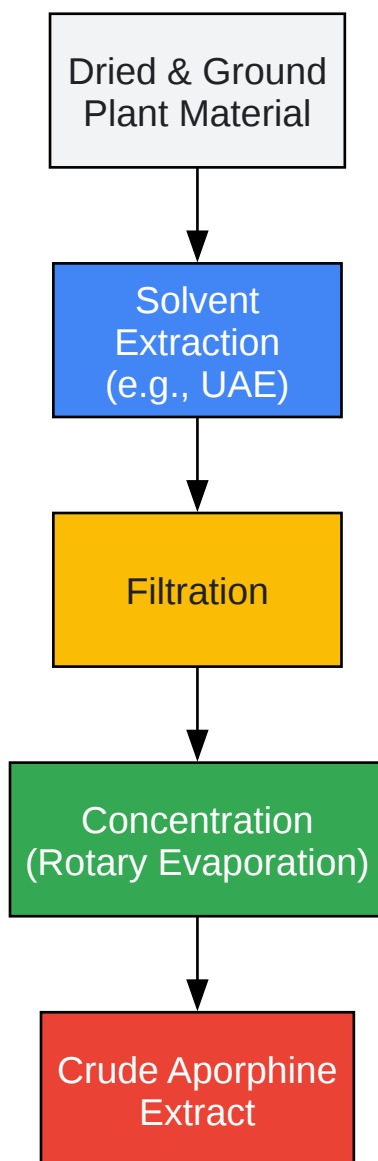 Dried & Ground
Plant Material
Solvent
Extraction
(e.g., UAE)
Filtration
Concentration
(Rotary Evaporation)
Crude Aporphine
Extract